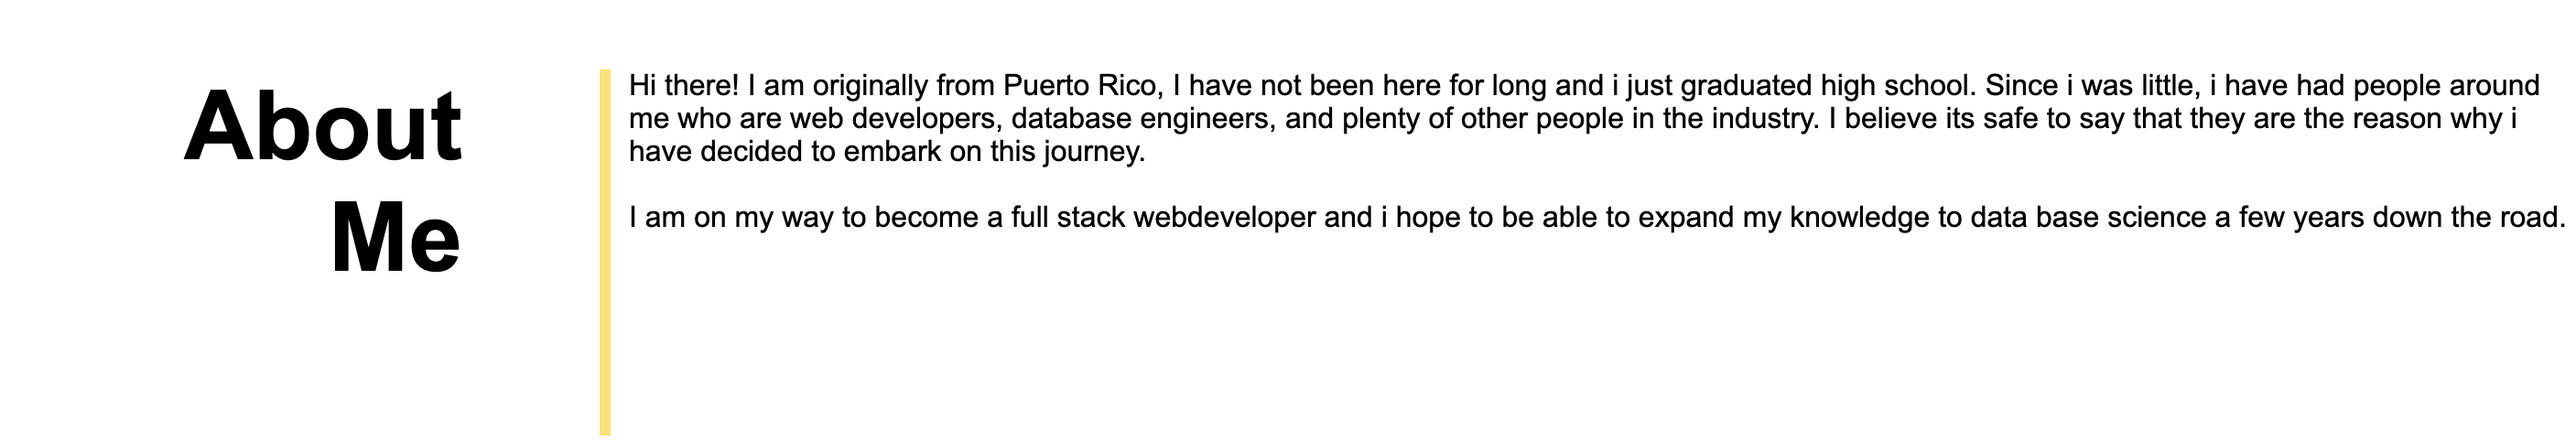 About
Me
Hi there! I am originally from Puerto Rico, I have not been here for long and i just graduated high school. Since i was little, i have had people around
me who are web developers, database engineers, and plenty of other people in the industry. I believe its safe to say that they are the reason why i
have decided to embark on this journey.
I am on my way to become a full stack webdeveloper and i hope to be able to expand my knowledge to data base science a few years down the road.